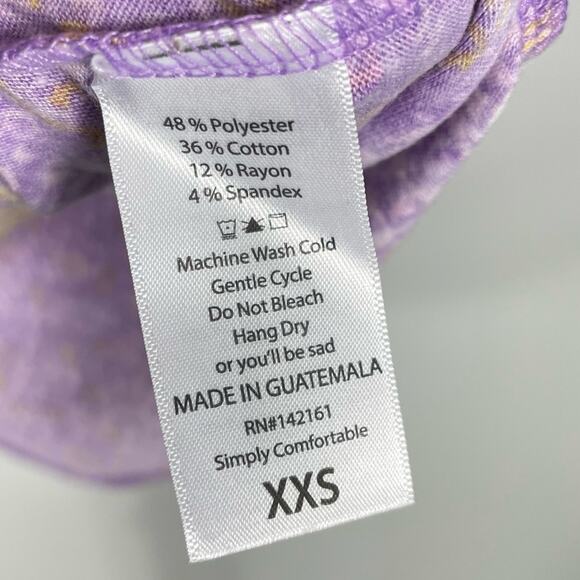 48 % Polyester
36 % Cotton
12 % Rayon
4 % Spandex
Machine Wash Cold
Gentle Cycle
Do Not Bleach
Hang Dry
or you'll be sad
MADE IN GUATEMALA
RN#142161
Simply Comfortable
XXS